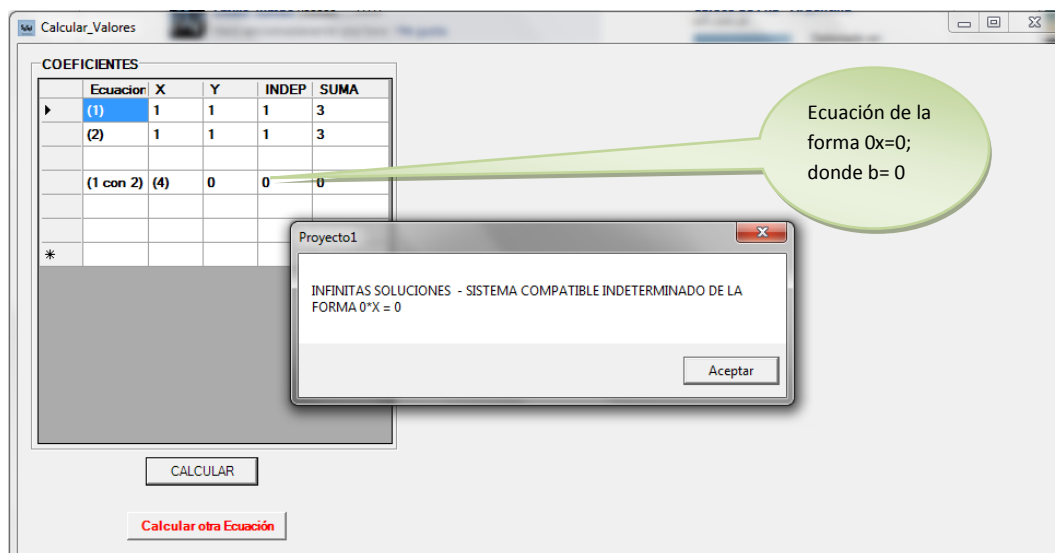 Calcular_Valores
COEFICIENTES
Ecuacion X Y INDEP SUMA
(1) 1 1 1 3
(2) 1 1 1 3
(1 con 2) (4) 0 0 0
*
Ecuación de la
forma 0x=0;
donde b= 0
Proyecto1
INFINITAS SOLUCIONES - SISTEMA COMPATIBLE INDETERMINADO DE LA
FORMA 0*X = 0
Aceptar
CALCULAR
Calcular otra Ecuación